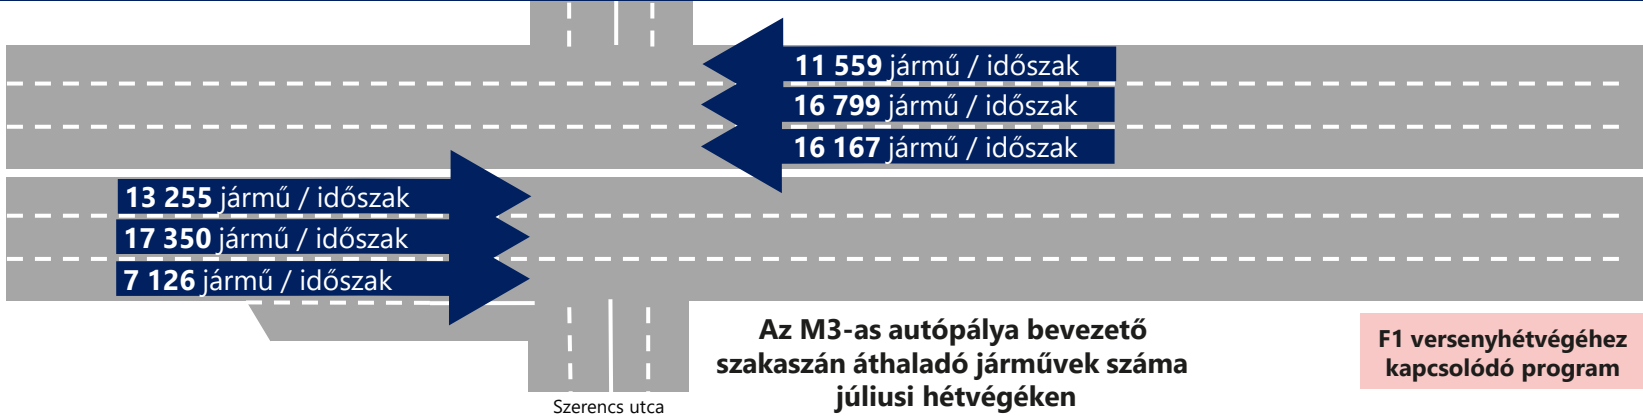 11 559 jármű / időszak
16 799 jármű / időszak
16 167 jármű / időszak
13 255 jármű / időszak
17 350 jármű / időszak
7 126 jármű / időszak
Az M3-as autópálya bevezető
szakaszán áthaladó járművek száma
júliusi hétvégéken
F1 versenyhétvégéhez
kapcsolódó program
Szerencs utca